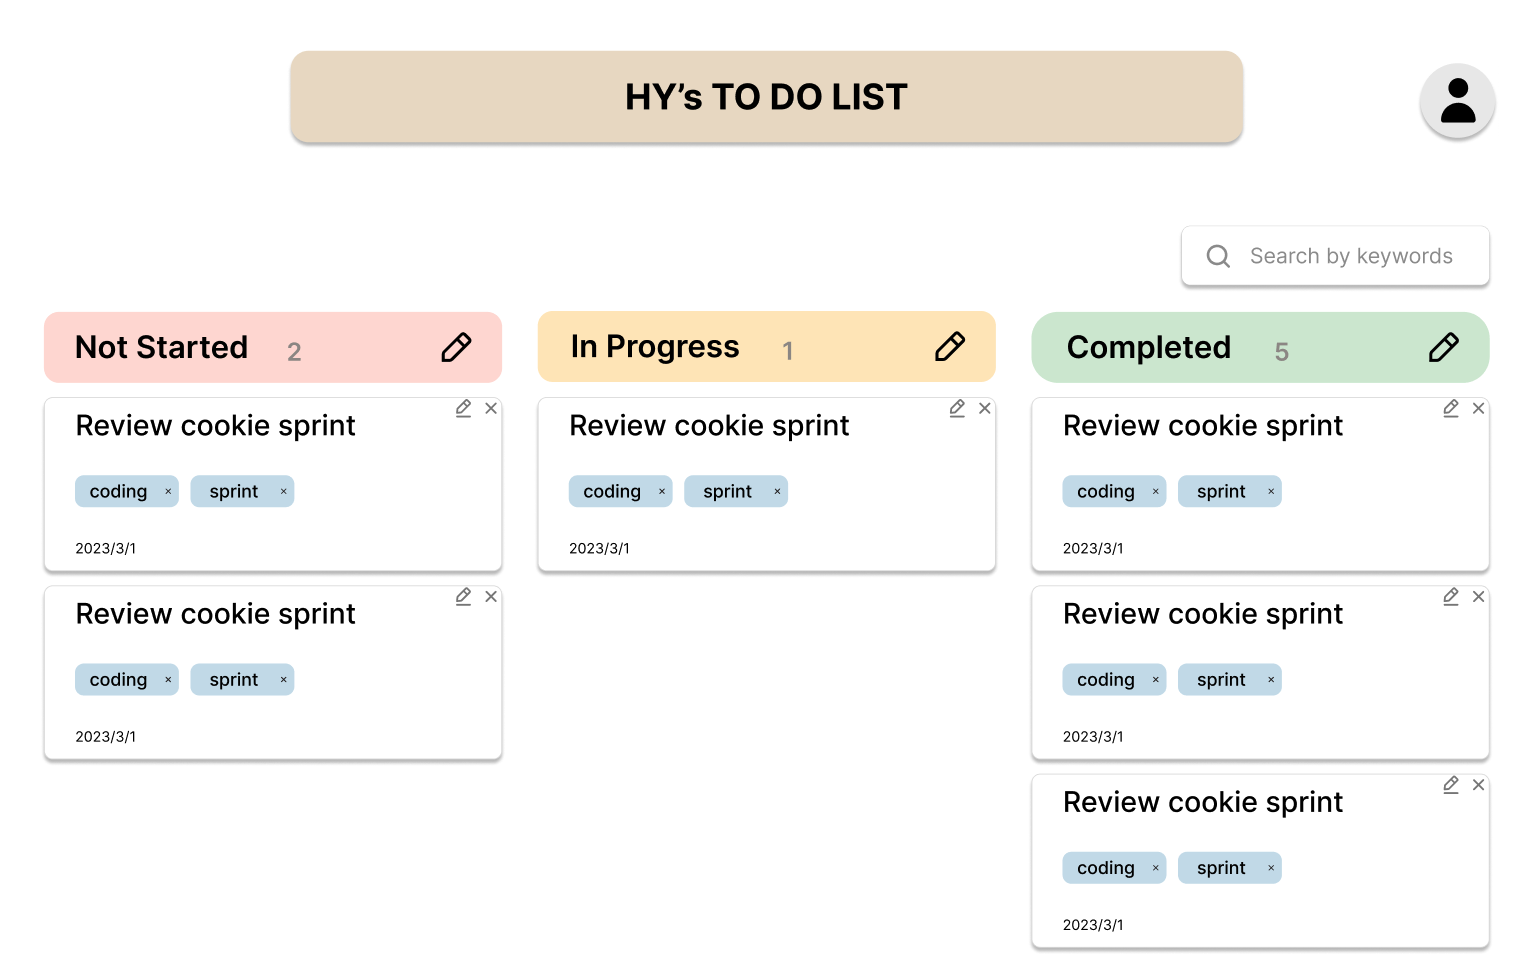 HY’s TO DO LIST
Search by keywords
Not Started 2
Review cookie sprint
coding × sprint ×
2023/3/1
Review cookie sprint
coding × sprint ×
2023/3/1
In Progress 1
Review cookie sprint
coding × sprint ×
2023/3/1
Completed 5
Review cookie sprint
coding × sprint ×
2023/3/1
Review cookie sprint
coding × sprint ×
2023/3/1
Review cookie sprint
coding × sprint ×
2023/3/1